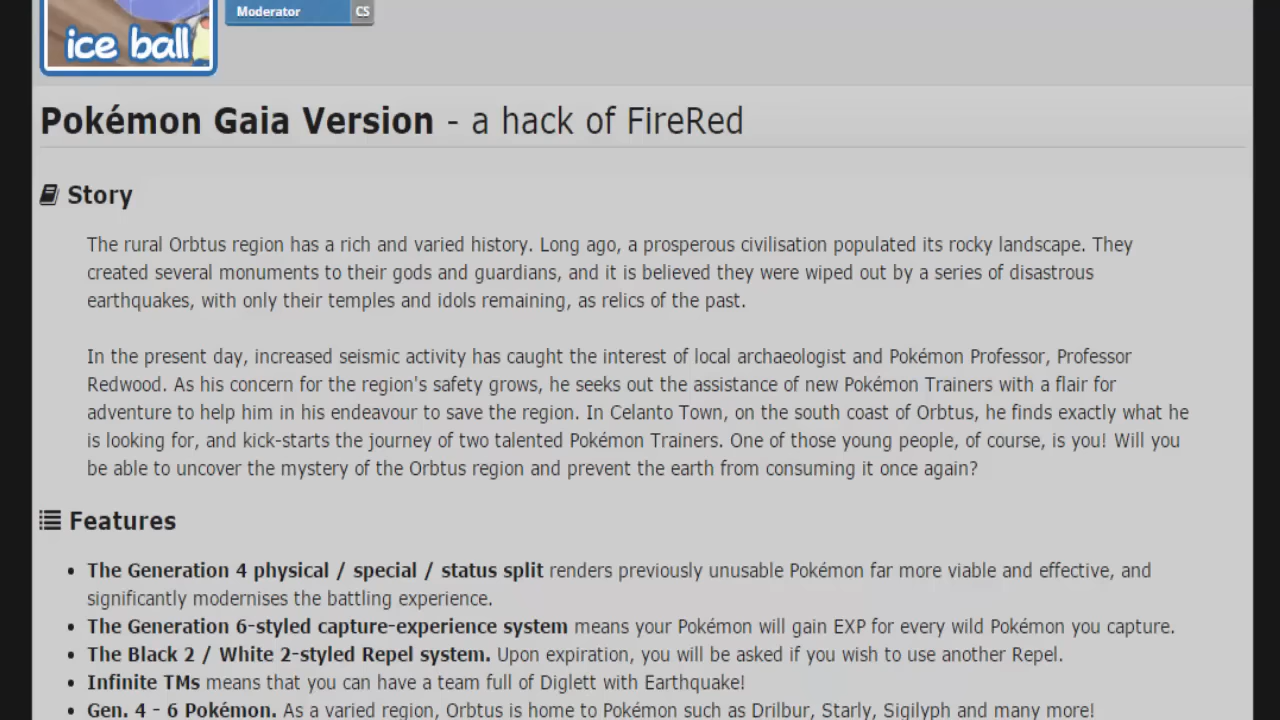 Moderator CS
ice ball
Pokémon Gaia Version - a hack of FireRed
Story
The rural Orbtus region has a rich and varied history. Long ago, a prosperous civilisation populated its rocky landscape. They
created several monuments to their gods and guardians, and it is believed they were wiped out by a series of disastrous
earthquakes, with only their temples and idols remaining, as relics of the past.
In the present day, increased seismic activity has caught the interest of local archaeologist and Pokémon Professor, Professor
Redwood. As his concern for the region's safety grows, he seeks out the assistance of new Pokémon Trainers with a flair for
adventure to help him in his endeavour to save the region. In Celanto Town, on the south coast of Orbtus, he finds exactly what he
is looking for, and kick-starts the journey of two talented Pokémon Trainers. One of those young people, of course, is you! Will you
be able to uncover the mystery of the Orbtus region and prevent the earth from consuming it once again?
Features
• The Generation 4 physical / special / status split renders previously unusable Pokémon far more viable and effective, and
significantly modernises the battling experience.
• The Generation 6-styled capture-experience system means your Pokémon will gain EXP for every wild Pokémon you capture.
• The Black 2 / White 2-styled Repel system. Upon expiration, you will be asked if you wish to use another Repel.
• Infinite TMs means that you can have a team full of Diglett with Earthquake!
• Gen. 4 - 6 Pokémon. As a varied region, Orbtus is home to Pokémon such as Drilbur, Starly, Sigilyph and many more!